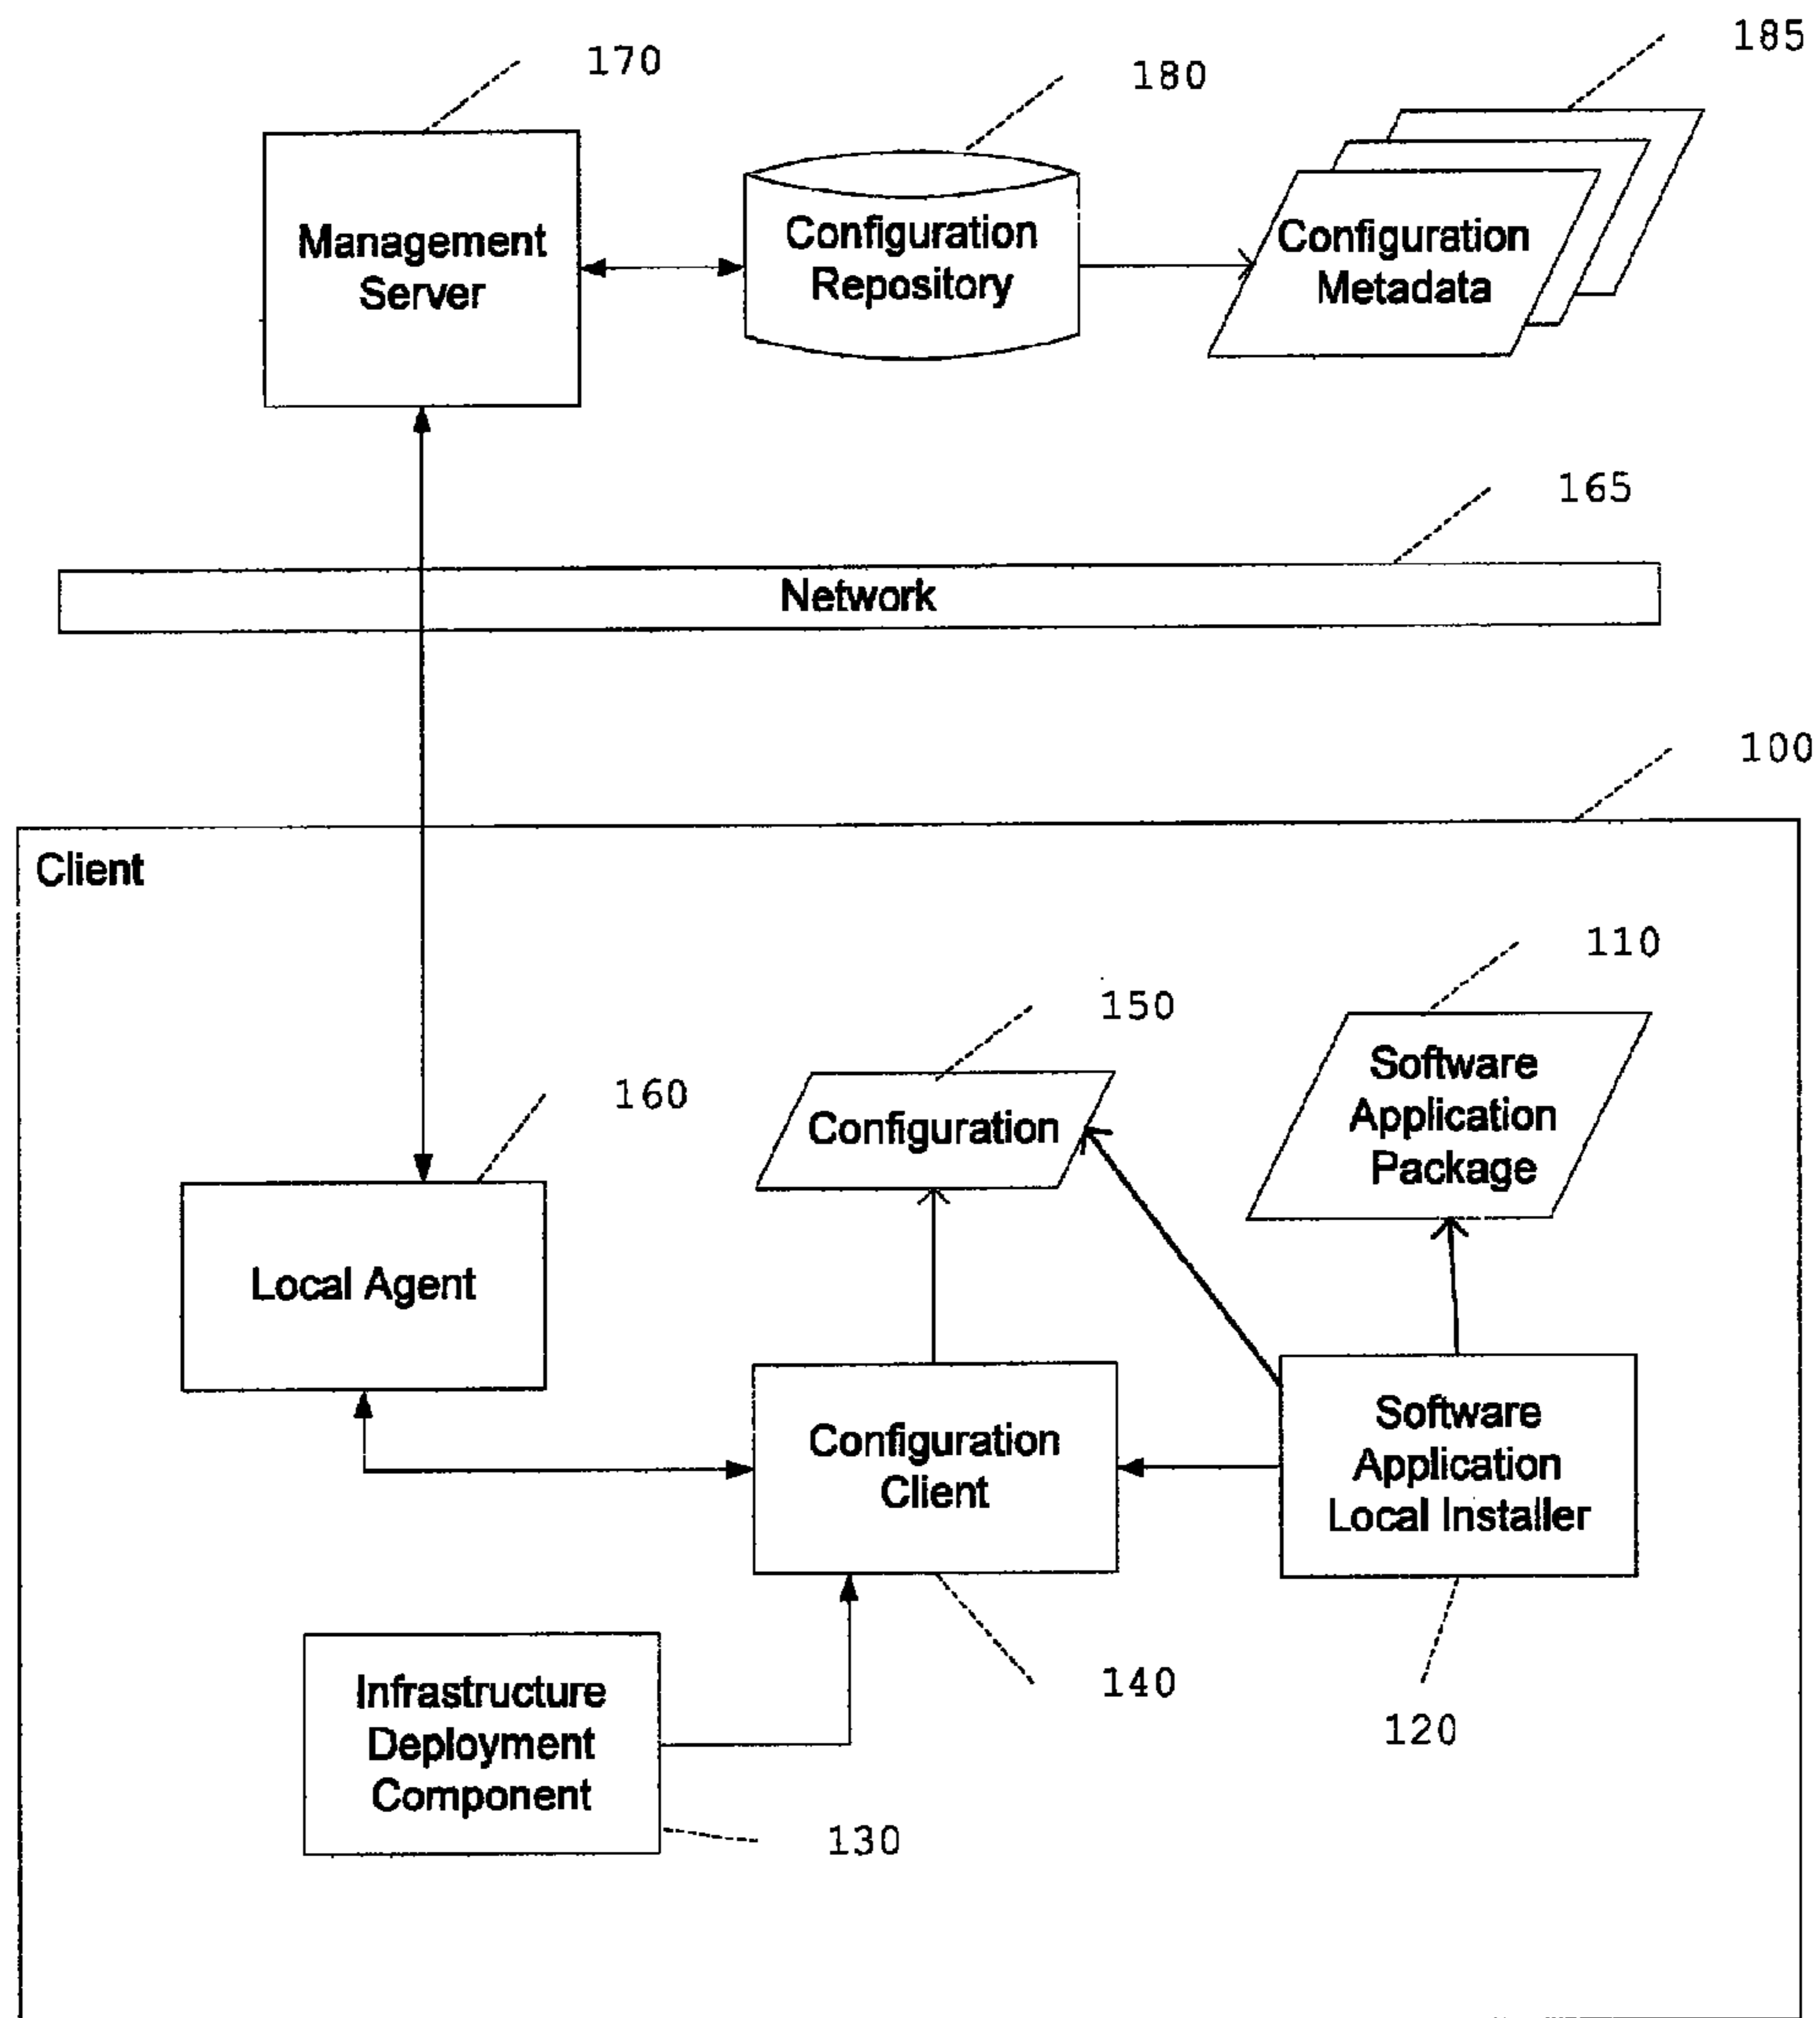 170
180
185
Management
Server
Configuration
Repository
Configuration
Metadata
165
Network
100
Client
110
150
160
Software
Application
Package
Configuration
Local Agent
Configuration
Client
Software
Application
Local Installer
140
120
Infrastructure
Deployment
Component
130